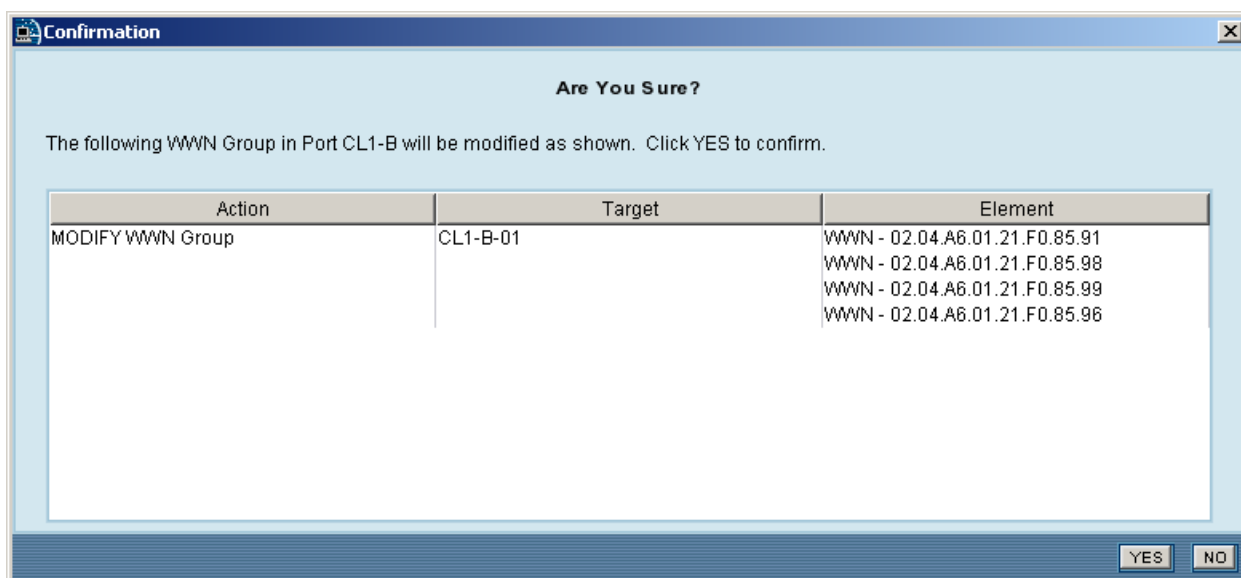 Confirmation
Are You Sure?
The following WWN Group in Port CL1-B will be modified as shown. Click YES to confirm.
Action Target Element
MODIFY WWN Group CL1-B-01 WWN - 02.04.A6.01.21.F0.85.91
WWN - 02.04.A6.01.21.F0.85.98
WWN - 02.04.A6.01.21.F0.85.99
WWN - 02.04.A6.01.21.F0.85.96
YES NO